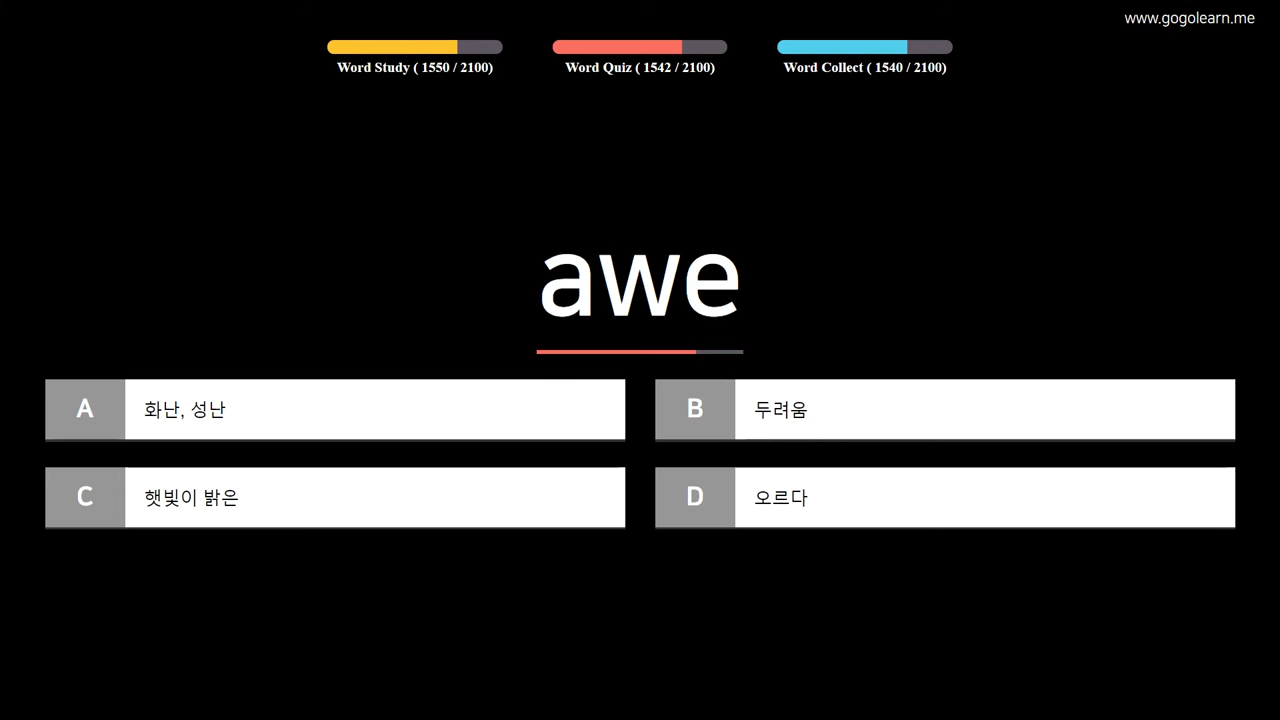 www.gogolearn.me
Word Study ( 1550 / 2100)
Word Quiz ( 1542 / 2100)
Word Collect ( 1540 / 2100)
awe
A 화난, 성난
B 두려움
C 햇빛이 밝은
D 오르다